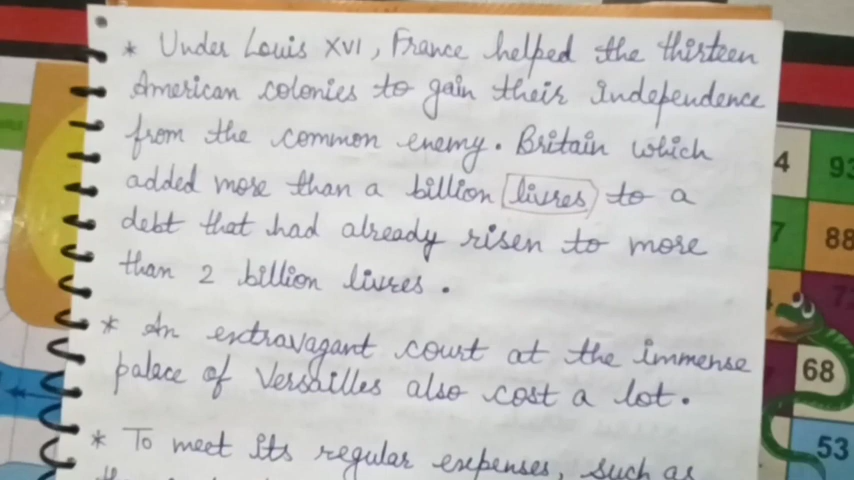 * Under Louis XVI, France helped the thirteen
American colonies to gain their independence
from the common enemy. Britain which
added more than a billion livres to a
debt that had already risen to more
than 2 billion livres.
* An extravagant court at the immense
palace of Versailles also cost a lot.
* To meet its regular expenses, such as
4
93
7
88
72
68
53